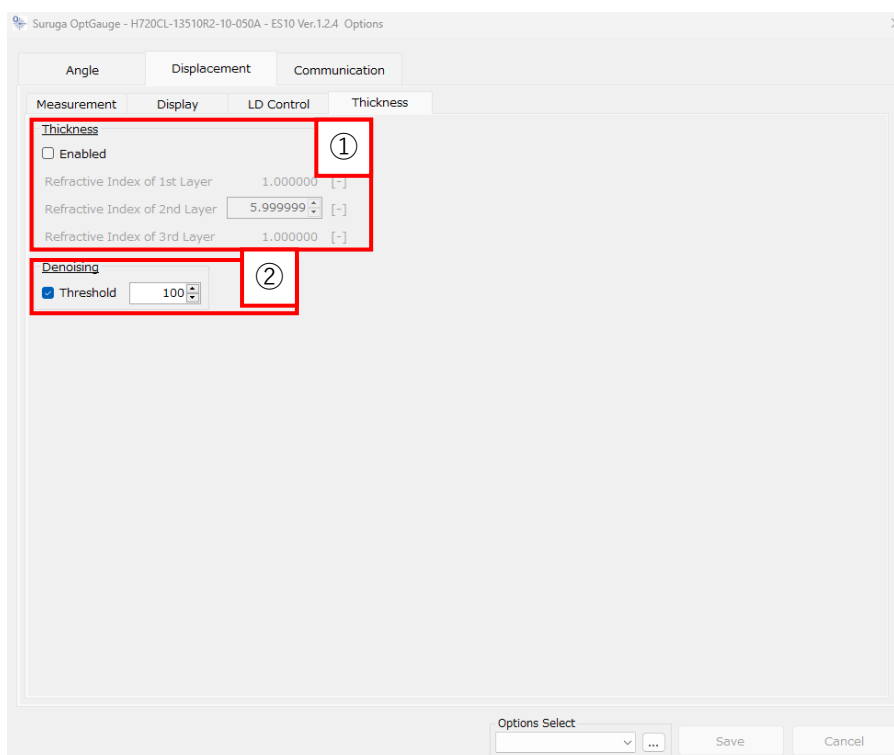 Suruga OptGauge - H720CL-13510R2-10-050A - ES10 Ver.1.2.4 Options
Angle Displacement Communication
Measurement Display LD Control Thickness
Thickness
①
Enabled
Refractive Index of 1st Layer 1.000000 [-]
Refractive Index of 2nd Layer 5.999999 [-]
Refractive Index of 3rd Layer 1.000000 [-]
Denoising
②
Threshold 100
Options Select
... Save Cancel